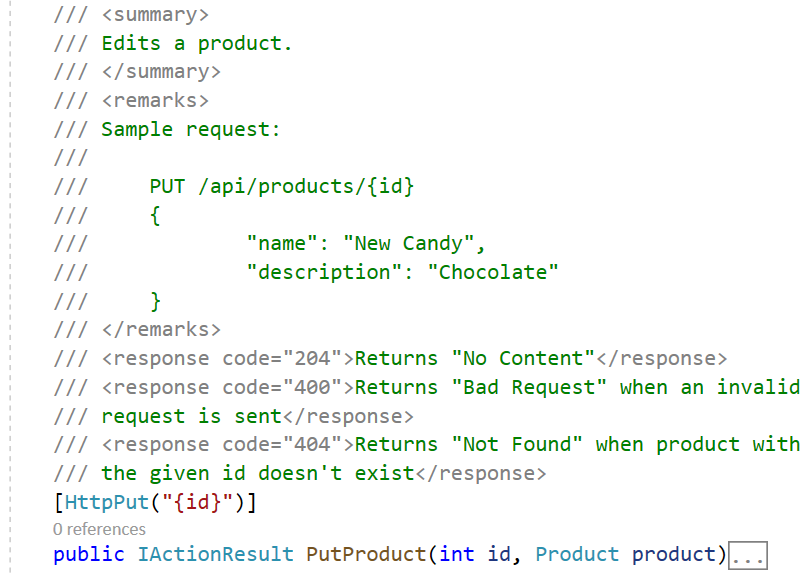 /// <summary>
/// Edits a product.
/// </summary>
/// <remarks>
/// Sample request:
///
///     PUT /api/products/{id}
///     {
///             "name": "New Candy",
///             "description": "Chocolate"
///     }
/// </remarks>
/// <response code="204">Returns "No Content"</response>
/// <response code="400">Returns "Bad Request" when an invalid
/// request is sent</response>
/// <response code="404">Returns "Not Found" when product with
/// the given id doesn't exist</response>
[HttpPut("{id}")]
0 references
public IActionResult PutProduct(int id, Product product)...